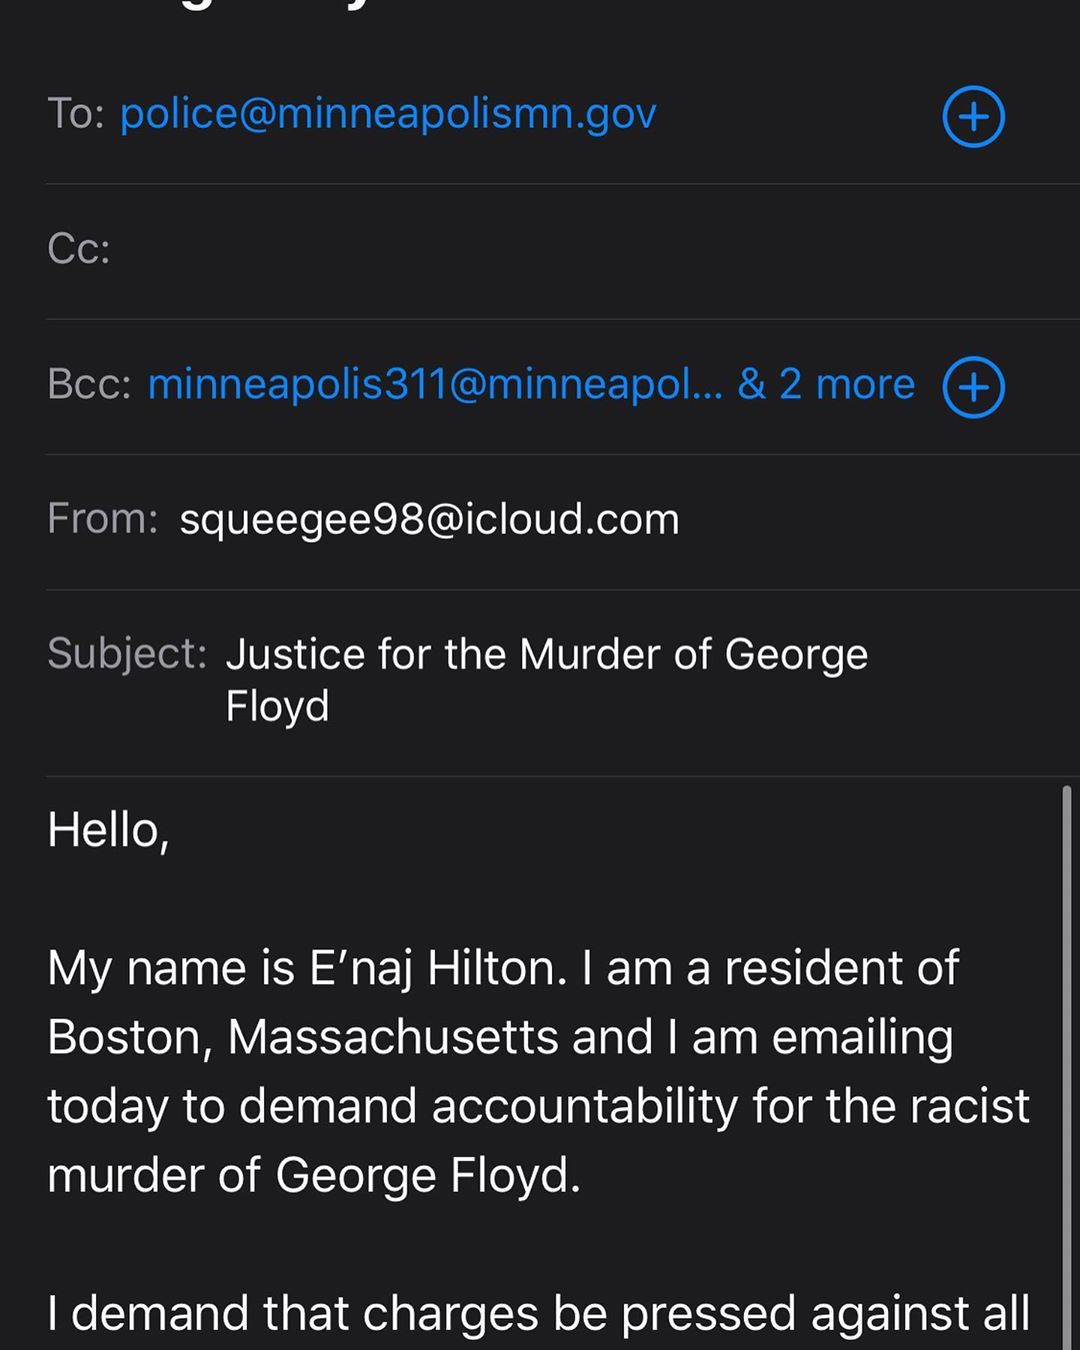 To: police@minneapolismn.gov
Cc:
Bcc: minneapolis311@minneapol... & 2 more
From: squeegee98@icloud.com
Subject: Justice for the Murder of George
Floyd
Hello,
My name is E’naj Hilton. I am a resident of
Boston, Massachusetts and I am emailing
today to demand accountability for the racist
murder of George Floyd.
I demand that charges be pressed against all